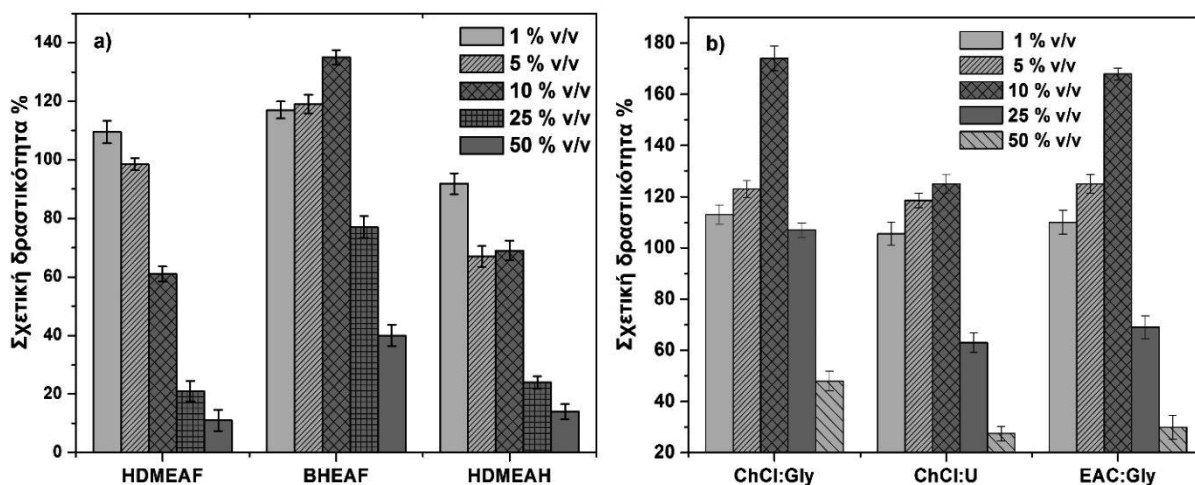 a)
Σχετική δραστικότητα %
140
120
100
80
60
40
20
0
1 % v/v
5 % v/v
10 % v/v
25 % v/v
50 % v/v
HDMEAF
BHEAF
HDMEAH
b)
Σχετική δραστικότητα %
180
160
140
120
100
80
60
40
20
1 % v/v
5 % v/v
10 % v/v
25 % v/v
50 % v/v
ChCl:Gly
ChCl:U
EAC:Gly